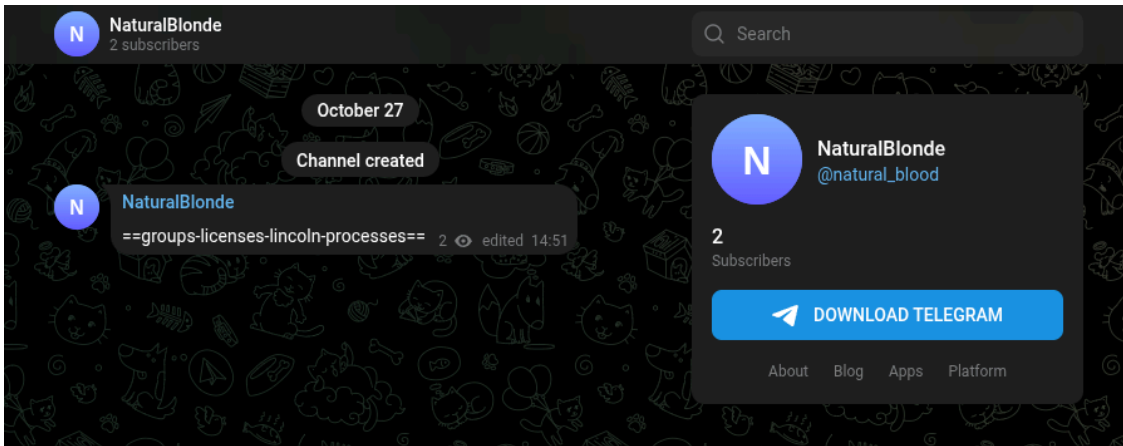 N
NaturalBlonde
2 subscribers
Search
October 27
Channel created
N
NaturalBlonde
==groups-licenses-lincoln-processes== 2 edited 14:51
N
NaturalBlonde
@natural_blood
2
Subscribers
DOWNLOAD TELEGRAM
About Blog Apps Platform